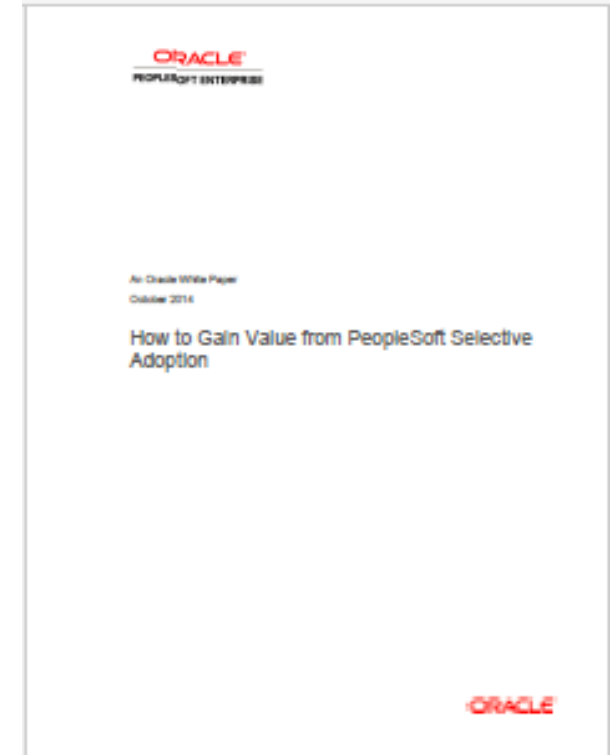 ORACLE
PEOPLESOFT ENTERPRISE
An Oracle White Paper
October 2014
How to Gain Value from PeopleSoft Selective
Adoption
ORACLE